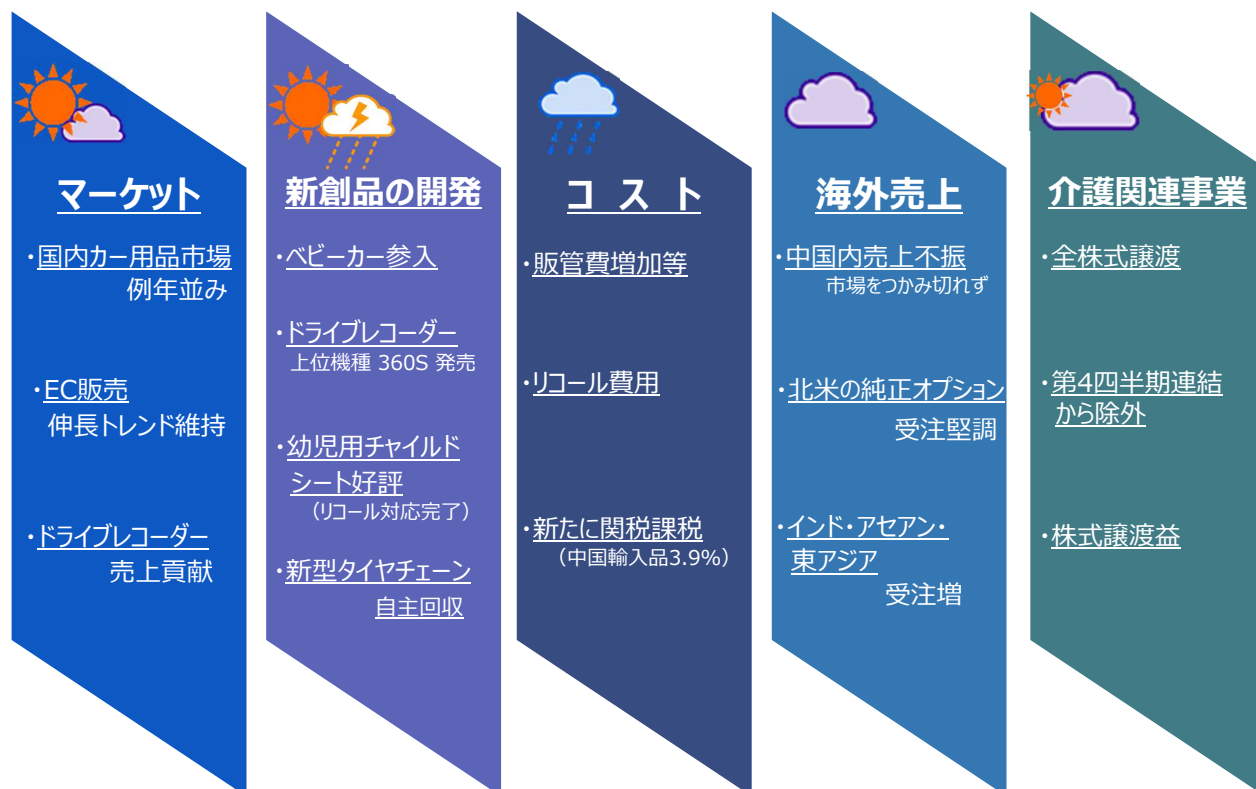 マーケット
・国内カー用品市場
例年並み
・EC販売
伸長トレンド維持
・ドライブレコーダー
売上貢献
新創品の開発
・ベビーカー参入
・ドライブレコーダー
上位機種 360S 発売
・幼児用チャイルド
シート好評
（リコール対応完了）
・新型タイヤチェーン
自主回収
コ ス ト
・販管費増加等
・リコール費用
・新たに関税課税
（中国輸入品3.9%）
海外売上
・中国内売上不振
市場をつかみ切れず
・北米の純正オプション
受注堅調
・インド・アセアン・
東アジア
受注増
介護関連事業
・全株式譲渡
・第4四半期連結
から除外
・株式譲渡益